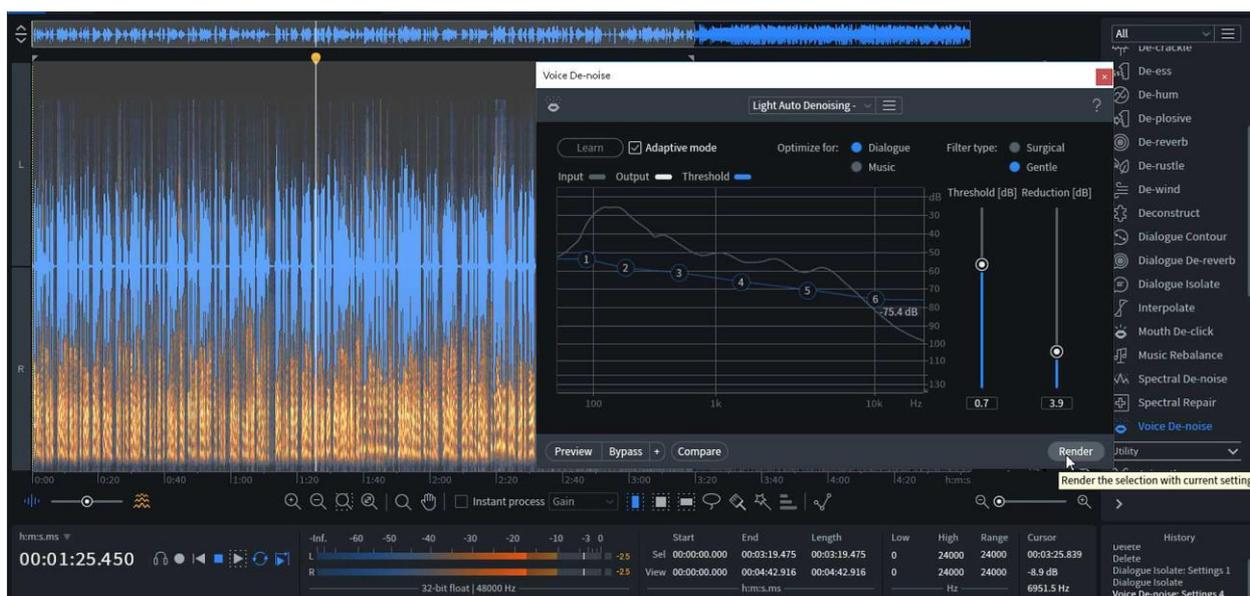 All
De-crackle
Voice De-noise
De-ess
De-hum
De-plosive
De-reverb
De-rustle
De-wind
Deconstruct
Dialogue Contour
Dialogue De-reverb
Dialogue Isolate
Interpolate
Mouth De-click
Music Rebalance
Spectral De-noise
Spectral Repair
Voice De-noise
Utility
Light Auto Denoising -
?
Learn Adaptive mode Optimize for: Dialogue Filter type: Surgical
Music Gentle
Input Output Threshold
Threshold [dB] Reduction [dB]
dB
-30
-40
-50
-60
-70
-80
-90
-100
-110
-130
1 2 3 4 5 6
-75.4 dB
100 1k 10k Hz
0.7 3.9
Preview Bypass + Compare Render
Render the selection with current setting
L
R
0:00 0:20 0:40 1:00 1:20 1:40 2:00 2:20 2:40 3:00 3:20 3:40 4:00 4:20 h:m:s
Instant process Gain
h:m:s.ms
00:01:25.450
-Inf. -60 -50 -40 -30 -20 -10 -3 0
L -2.5
R -2.5
32-bit float | 48000 Hz
Start End Length Low High Range Cursor
Sel 00:00:00.000 00:03:19.475 00:03:19.475 0 24000 24000 00:03:25.839
View 00:00:00.000 00:04:42.916 00:04:42.916 0 24000 24000 -8.9 dB
h:m:s.ms Hz 6951.5 Hz
History
Delete
Delete
Dialogue Isolate: Settings 1
Dialogue Isolate
Voice De-noise: Settings 4